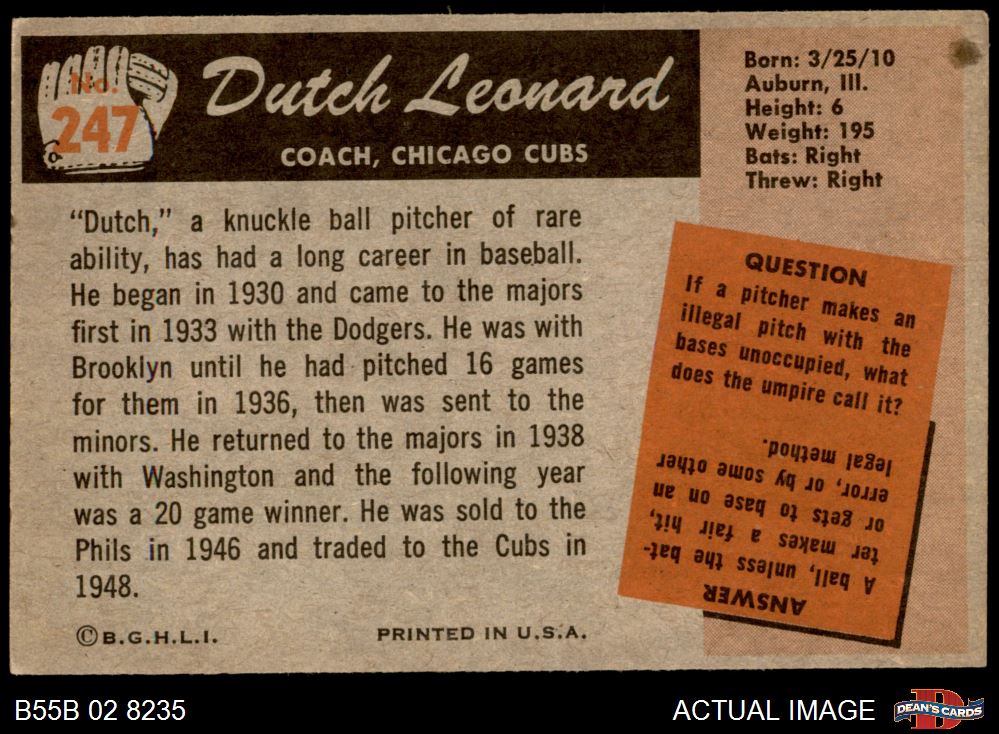 No.
247
Dutch Leonard
COACH, CHICAGO CUBS
Born: 3/25/10
Auburn, Ill.
Height: 6
Weight: 195
Bats: Right
Threw: Right
"Dutch," a knuckle ball pitcher of rare
ability, has had a long career in baseball.
He began in 1930 and came to the majors
first in 1933 with the Dodgers. He was with
Brooklyn until he had pitched 16 games
for them in 1936, then was sent to the
minors. He returned to the majors in 1938
with Washington and the following year
was a 20 game winner. He was sold to the
Phils in 1946 and traded to the Cubs in
1948.
© B.G.H.L.I.
PRINTED IN U.S.A.
QUESTION
If a pitcher makes an
illegal pitch with the
bases unoccupied, what
does the umpire call it?
ANSWER
A ball, unless the bat-
ter makes a fair hit,
or gets to base on an
error, or by some other
legal method.
B55B 02 8235
ACTUAL IMAGE
DEAN'S CARDS